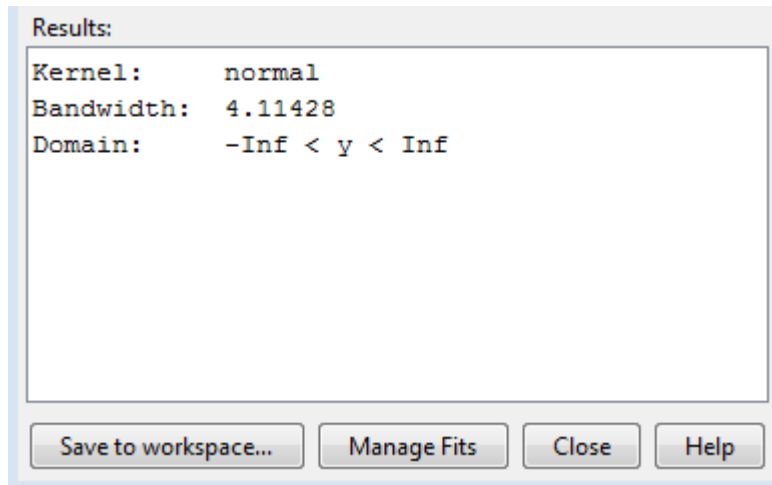 Results:
Kernel: normal
Bandwidth: 4.11428
Domain: -Inf < y < Inf
Save to workspace... Manage Fits Close Help